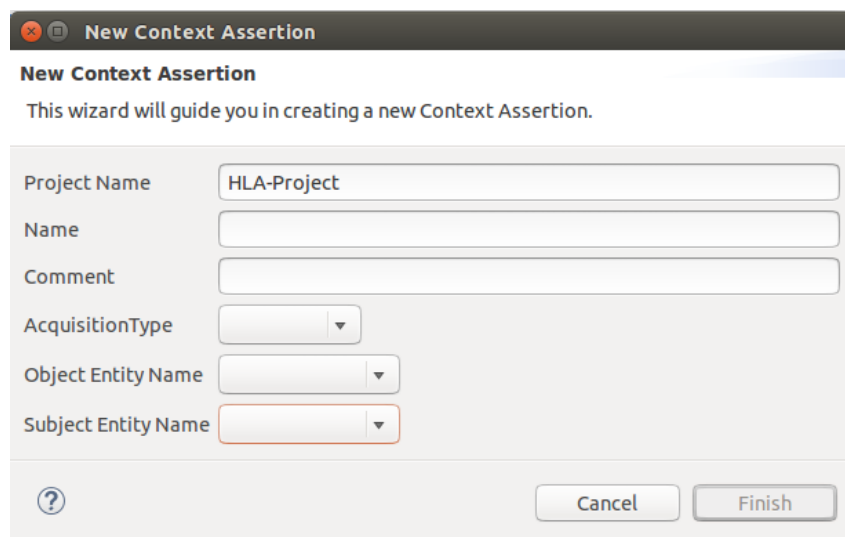 New Context Assertion
New Context Assertion
This wizard will guide you in creating a new Context Assertion.
Project Name HLA-Project
Name
Comment
AcquisitionType
Object Entity Name
Subject Entity Name
? Cancel Finish